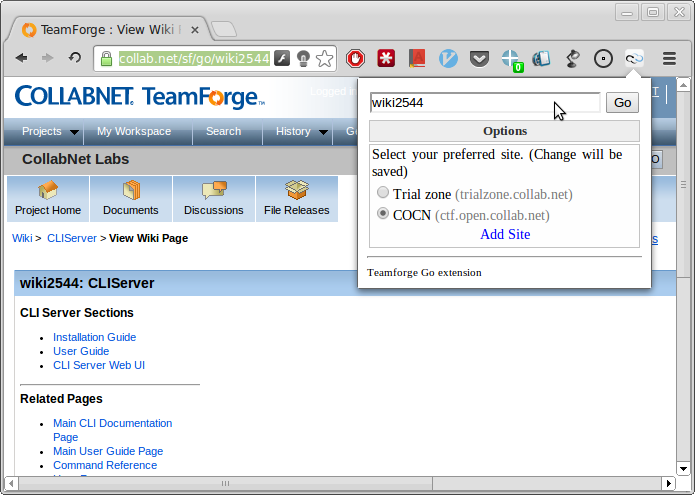 TeamForge : View Wiki
collab.net/sf/go/wiki2544
0
COLLABNET TeamForge™
Logged in
Projects
My Workspace
Search
History
CollabNet Labs
Project Home
Documents
Discussions
File Releases
Wiki > CLIServer > View Wiki Page
wiki2544: CLIServer
CLI Server Sections
Installation Guide
User Guide
CLI Server Web UI
Related Pages
Main CLI Documentation
Page
Main User Guide Page
Command Reference
wiki2544
Go
Options
Select your preferred site. (Change will be
saved)
Trial zone (trialzone.collab.net)
COCN (ctf.open.collab.net)
Add Site
Teamforge Go extension